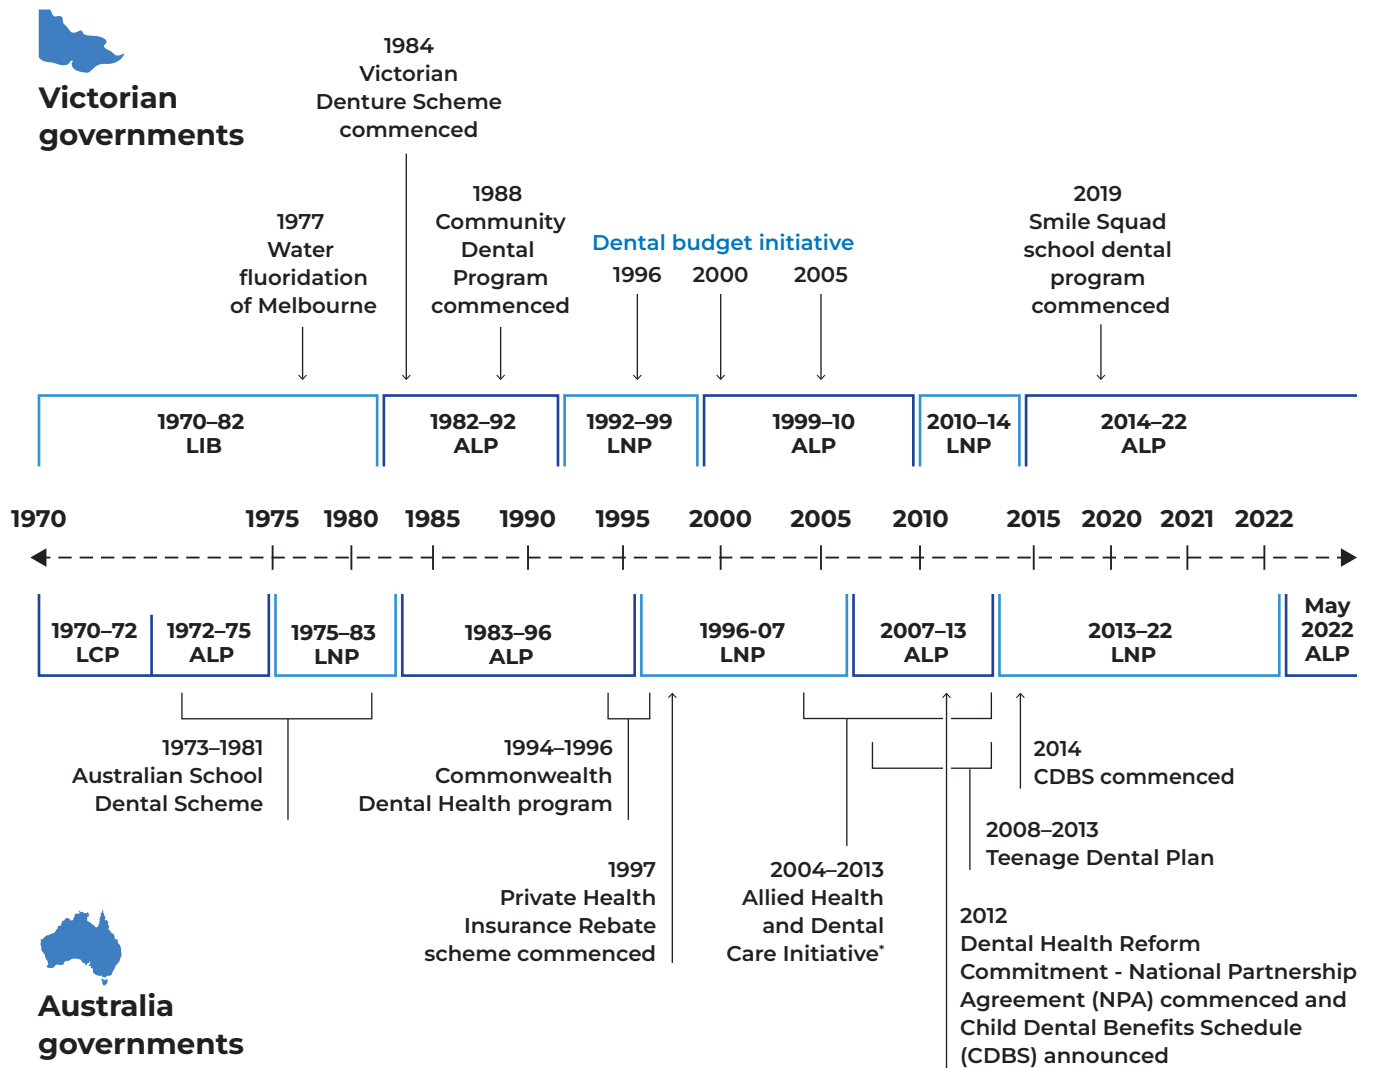 Victorian
governments
1984
Victorian
Denture Scheme
commenced
1977
Water
fluoridation
of Melbourne
1988
Community
Dental
Program
commenced
Dental budget initiative
1996
2000
2005
2019
Smile Squad
school dental
program
commenced
1970–82
LIB
1982–92
ALP
1992–99
LNP
1999–10
ALP
2010–14
LNP
2014–22
ALP
1970 1975 1980 1985 1990 1995 2000 2005 2010 2015 2020 2021 2022
1970–72
LCP
1972–75
ALP
1975–83
LNP
1983–96
ALP
1996-07
LNP
2007–13
ALP
2013–22
LNP
May
2022
ALP
1973–1981
Australian School
Dental Scheme
1994–1996
Commonwealth
Dental Health program
1997
Private Health
Insurance Rebate
scheme commenced
2004–2013
Allied Health
and Dental
Care Initiative*
2014
CDBS commenced
2008–2013
Teenage Dental Plan
2012
Dental Health Reform
Commitment - National Partnership
Agreement (NPA) commenced and
Child Dental Benefits Schedule
(CDBS) announced
Australia
governments